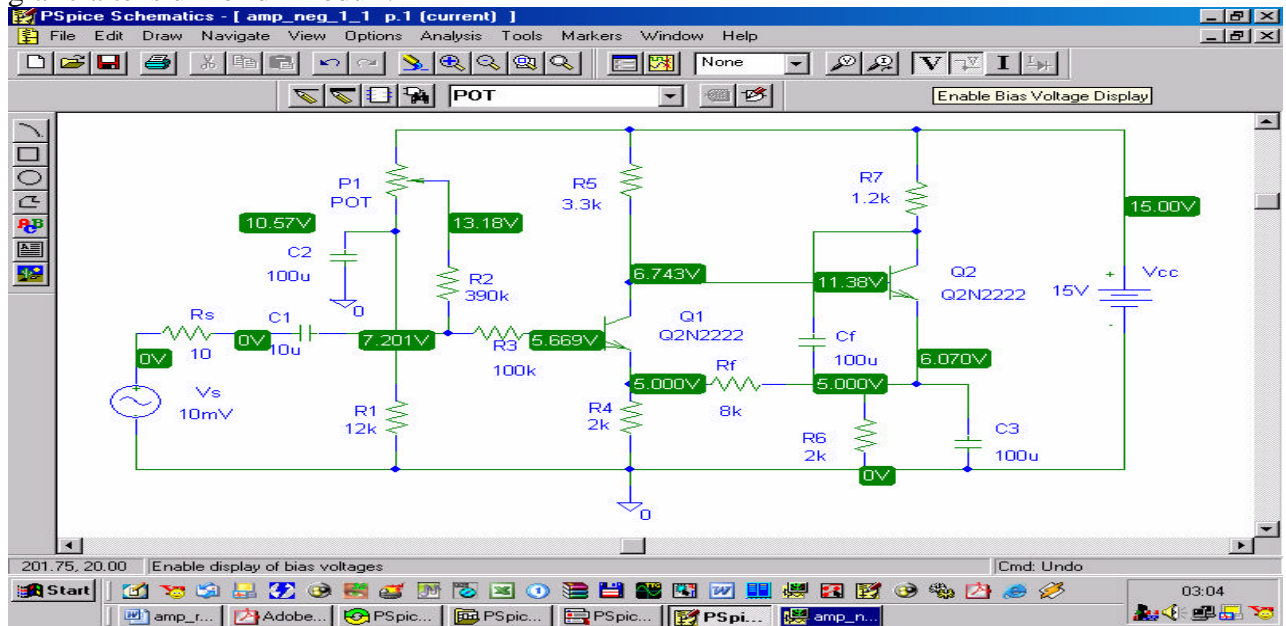 PSpice Schematics - [ amp_neg_1_1 p.1 (current) ]
File Edit Draw Navigate View Options Analysis Tools Markers Window Help
None
V I
POT
Enable Bias Voltage Display
P1
POT
R5
3.3k
R7
1.2k
15.00V
10.57V
13.18V
C2
100u
0
R2
390k
6.743V
11.38V
Q2
Q2N2222
15V
+
Vcc
-
Rs
10
C1
10u
0V
0V
7.201V
R3
100k
5.669V
Q1
Q2N2222
Cf
100u
6.070V
Vs
10mV
R1
12k
R4
2k
5.000V
Rf
8k
5.000V
R6
2k
C3
100u
0V
0
201.75, 20.00 Enable display of bias voltages Cmd: Undo
Start
03:04
amp_r... Adobe... PSpic... PSpic... PSpic... PSpi... amp_n...